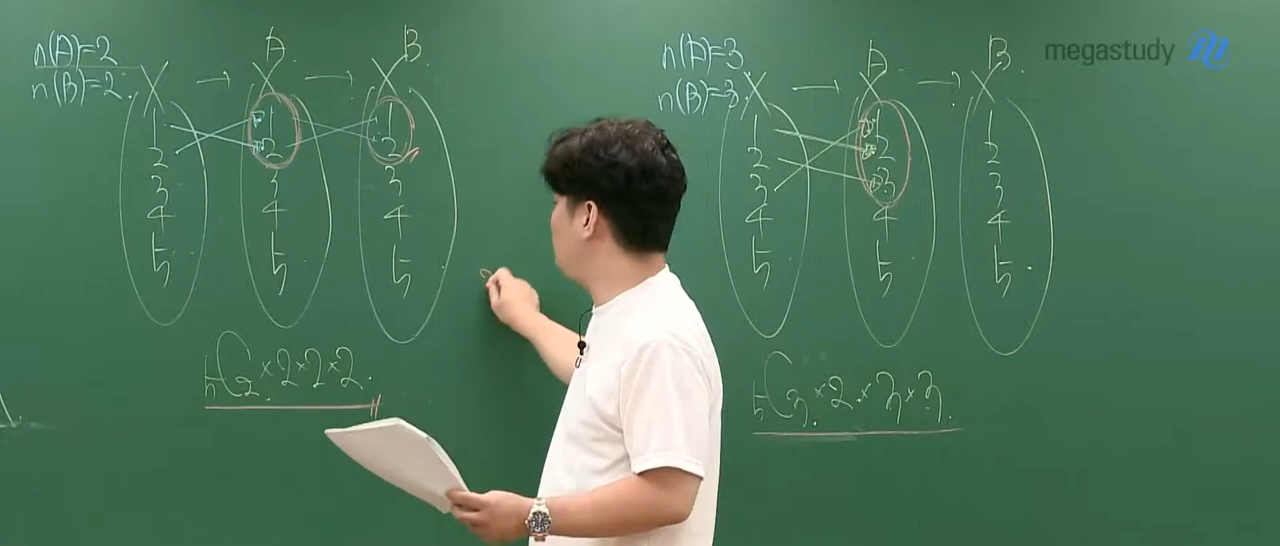 n(A)=2
n(B)=2
X → X → X
A
B
1 1 1
2 2 2
3 3 3
4 4 4
5 5 5
₅C₂ × 2 × 2 × 2.
n(A)=3
n(B)=3
X → X → X
A
B
1 1 1
2 2 2
3 3 3
4 4 4
5 5 5
₅C₃ × 2 × 3 × 3.
megastudy